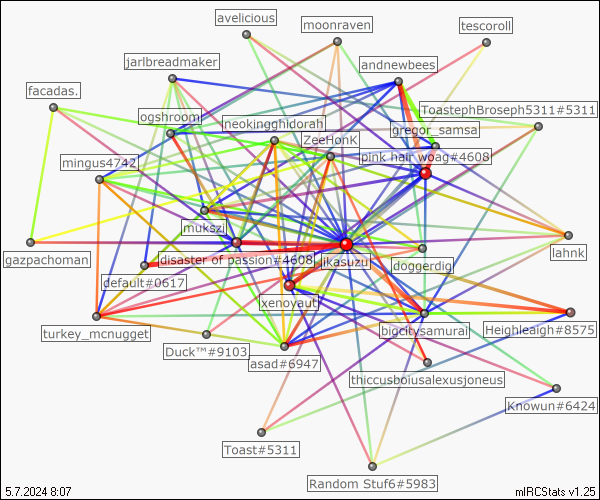 avelicious
moonraven
tescoroll
jarlbreadmaker
andnewbees
facadas.
ToastephBroseph5311#5311
ogshroom
neokingghidorah
gregor_samsa
ZeeHonK
mingus4742
pink hair woag#4608
mukszi
gazpachoman
disaster of passion#4608
jikasuzu
lahnk
doggerdig
default#0617
ixenovaut
turkey_mcnugget
bigcitysamurai
Heighleaigh#8575
Duck™#9103
asad#6947
thiccusboiusalexusjoneus
Knowun#6424
Toast#5311
Random Stuf6#5983
5.7.2024 8:07
mIRCStats v1.25